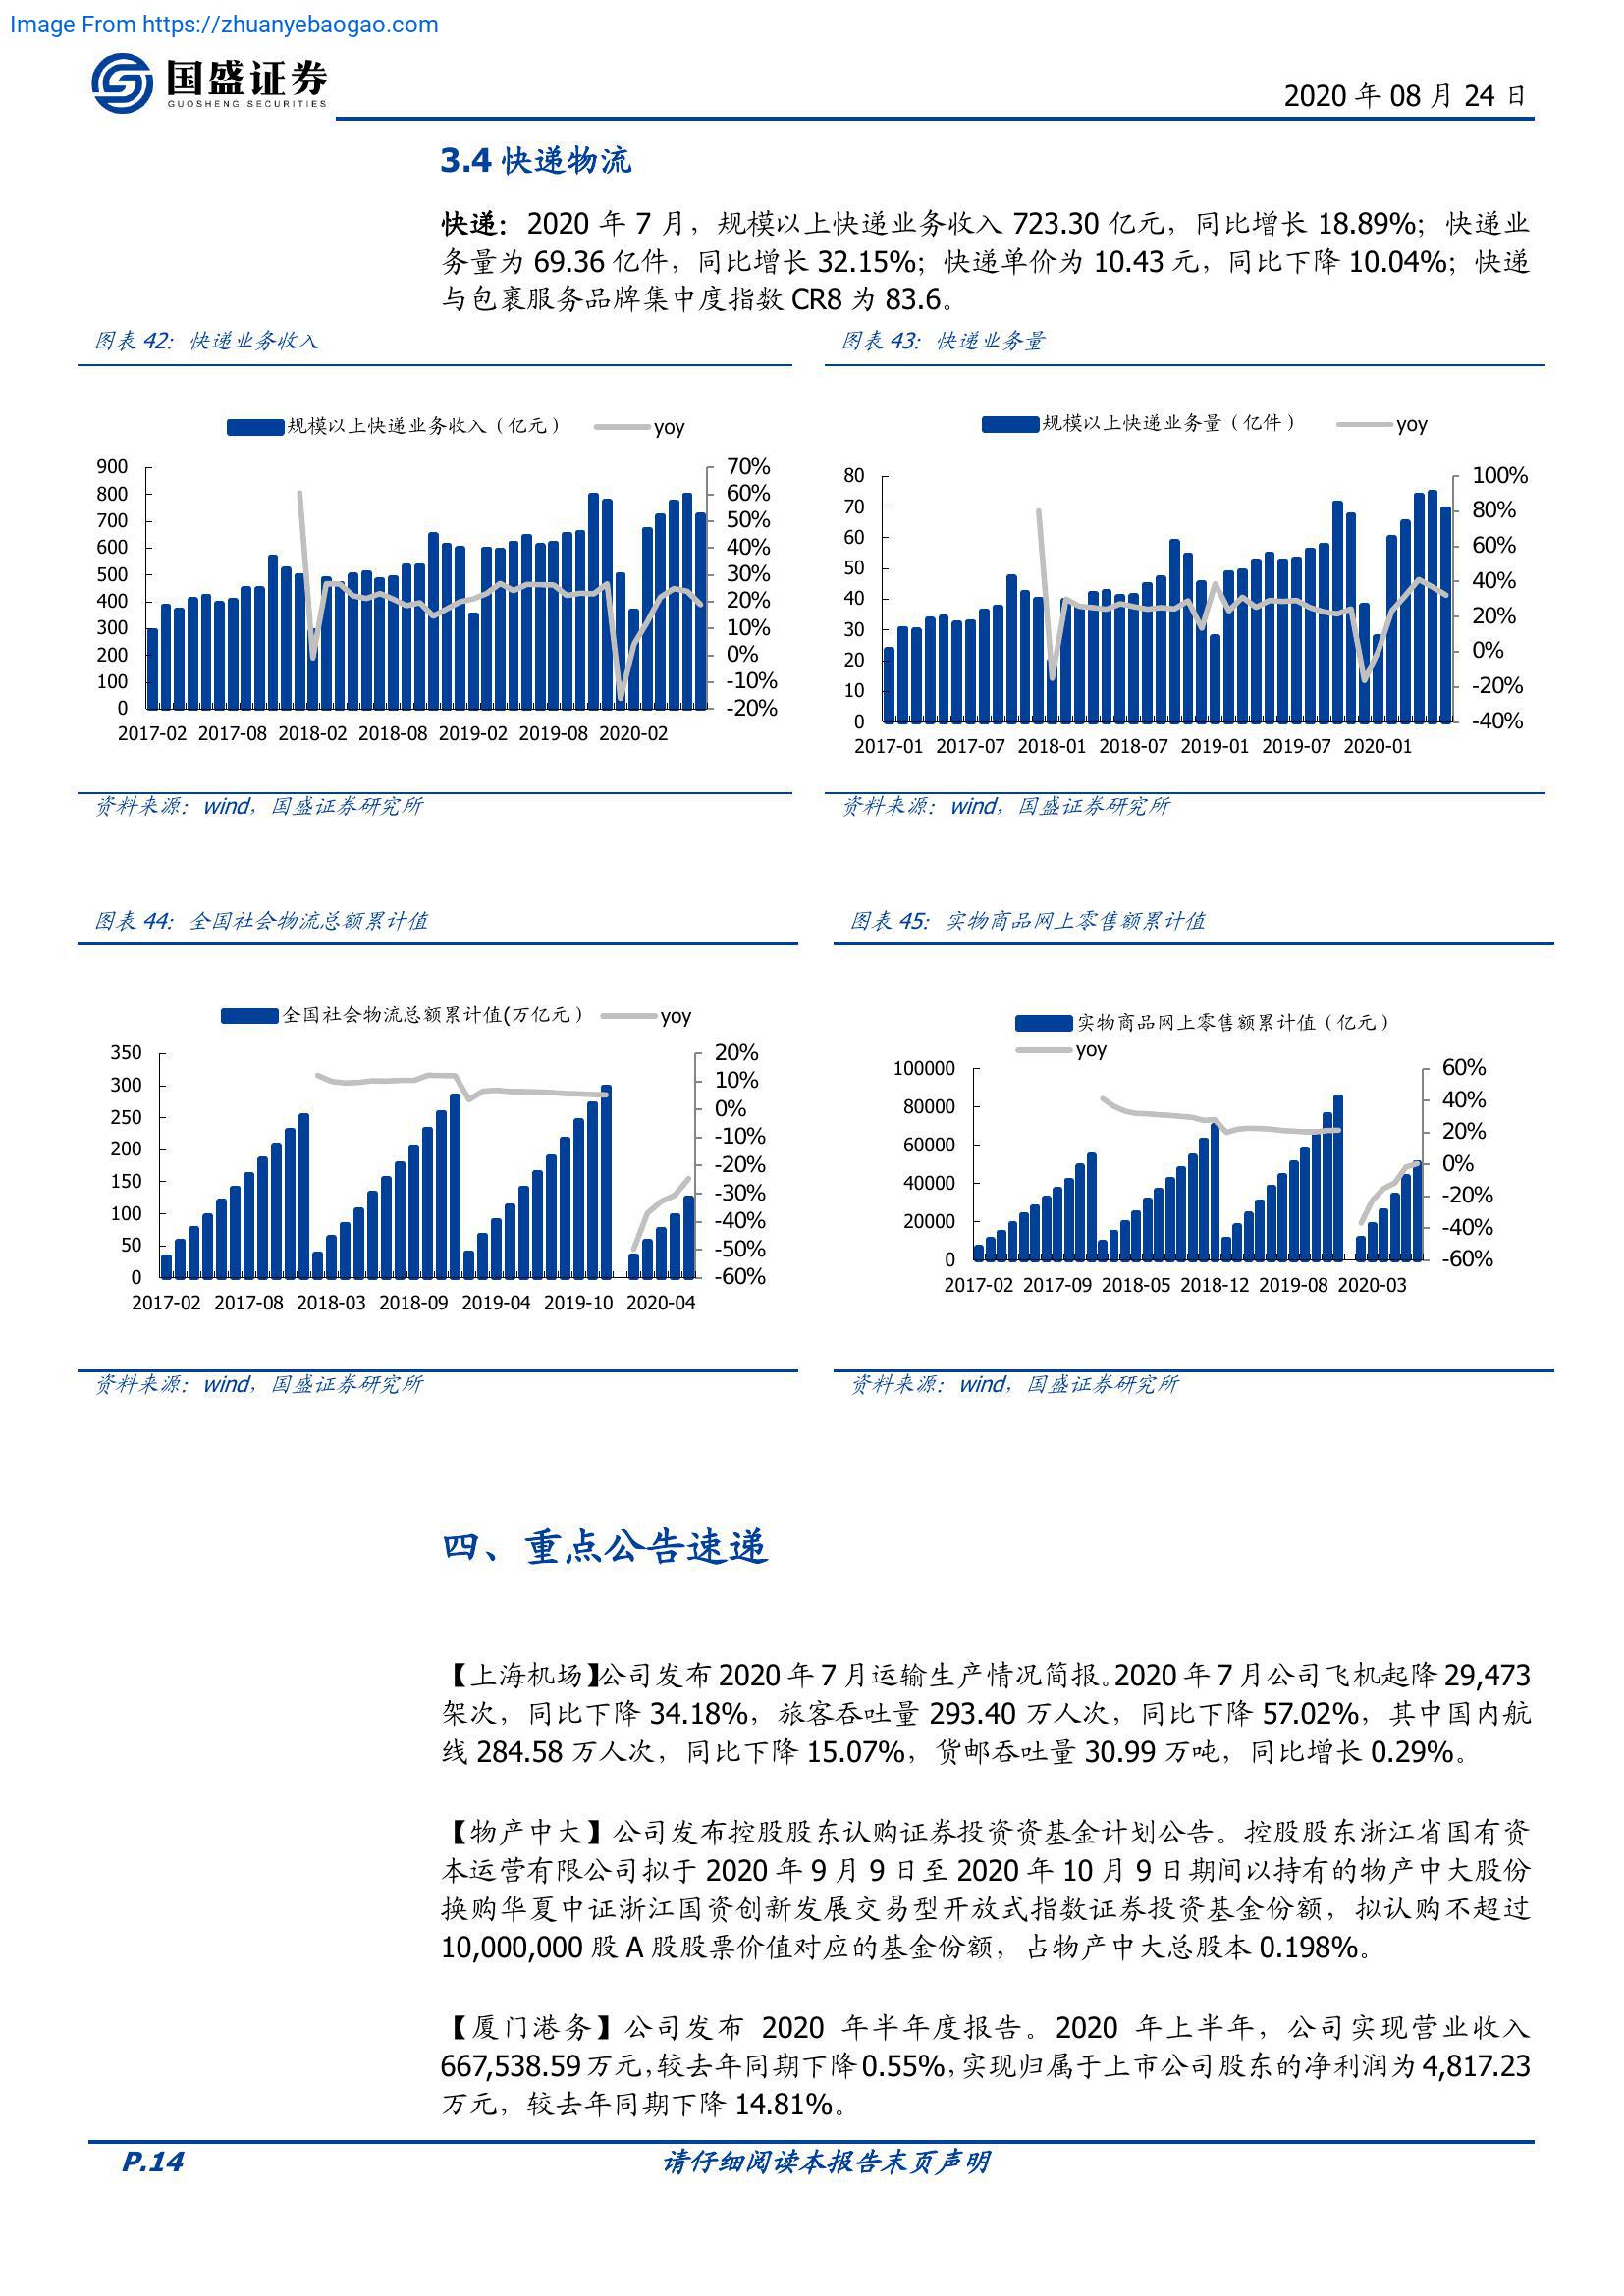 Image From https://zhuanyebaogao.com
国盛证券
GUOSHENG SECURITIES
2020 年 08 月 24 日
3.4 快递物流
快递：2020 年 7 月，规模以上快递业务收入 723.30 亿元，同比增长 18.89%；快递业
务量为 69.36 亿件，同比增长 32.15%；快递单价为 10.43 元，同比下降 10.04%；快递
与包裹服务品牌集中度指数 CR8 为 83.6。
图表 42：快递业务收入
规模以上快递业务收入（亿元） yoy
900 70%
800 60%
700 50%
600 40%
500 30%
400 20%
300 10%
200 0%
100 -10%
0 -20%
2017-02 2017-08 2018-02 2018-08 2019-02 2019-08 2020-02
资料来源：wind，国盛证券研究所
图表 43：快递业务量
规模以上快递业务量（亿件） yoy
80 100%
70 80%
60 60%
50 40%
40 20%
30 0%
20 -20%
10 -40%
0
2017-01 2017-07 2018-01 2018-07 2019-01 2019-07 2020-01
资料来源：wind，国盛证券研究所
图表 44：全国社会物流总额累计值
全国社会物流总额累计值(万亿元） yoy
350 20%
300 10%
250 0%
200 -10%
150 -20%
100 -30%
50 -40%
0 -50%
-60%
2017-02 2017-08 2018-03 2018-09 2019-04 2019-10 2020-04
资料来源：wind，国盛证券研究所
图表 45：实物商品网上零售额累计值
实物商品网上零售额累计值（亿元）
yoy
100000 60%
80000 40%
60000 20%
40000 0%
20000 -20%
0 -40%
-60%
2017-02 2017-09 2018-05 2018-12 2019-08 2020-03
资料来源：wind，国盛证券研究所
四、重点公告速递
【上海机场】公司发布 2020 年 7 月运输生产情况简报。2020 年 7 月公司飞机起降 29,473
架次，同比下降 34.18%，旅客吞吐量 293.40 万人次，同比下降 57.02%，其中国内航
线 284.58 万人次，同比下降 15.07%，货邮吞吐量 30.99 万吨，同比增长 0.29%。
【物产中大】公司发布控股股东认购证券投资资基金计划公告。控股股东浙江省国有资
本运营有限公司拟于 2020 年 9 月 9 日至 2020 年 10 月 9 日期间以持有的物产中大股份
换购华夏中证浙江国资创新发展交易型开放式指数证券投资基金份额，拟认购不超过
10,000,000 股 A 股股票价值对应的基金份额，占物产中大总股本 0.198%。
【厦门港务】公司发布 2020 年半年度报告。2020 年上半年，公司实现营业收入
667,538.59 万元，较去年同期下降 0.55%，实现归属于上市公司股东的净利润为 4,817.23
万元，较去年同期下降 14.81%。
P.14 请仔细阅读本报告末页声明